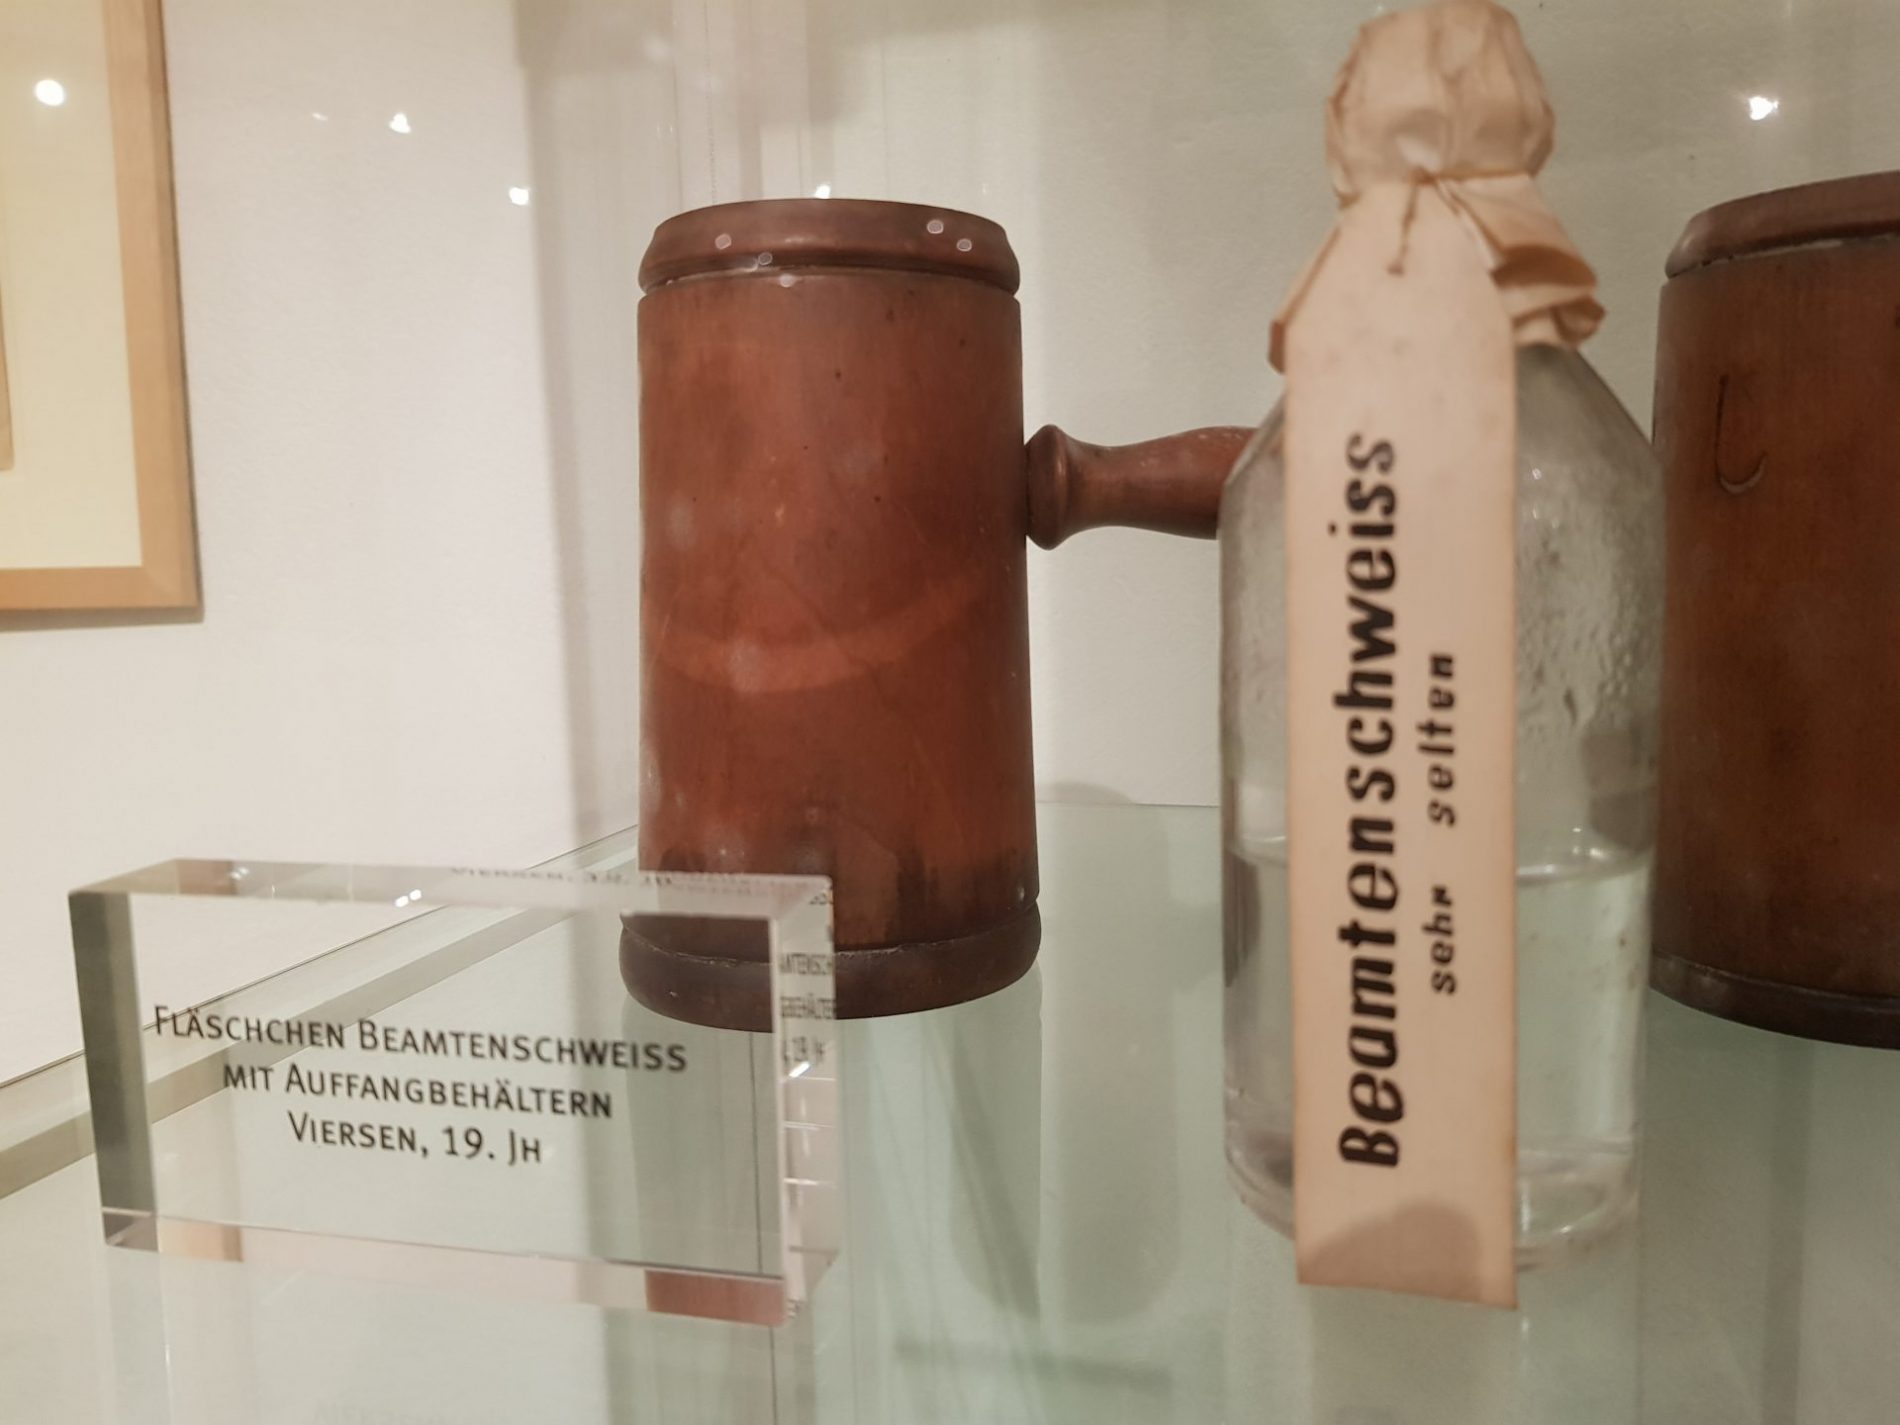 Fläschchen Beamtenschweiss
mit Auffangbehältern
Viersen, 19. Jh
Beamtenschweiss
sehr selten